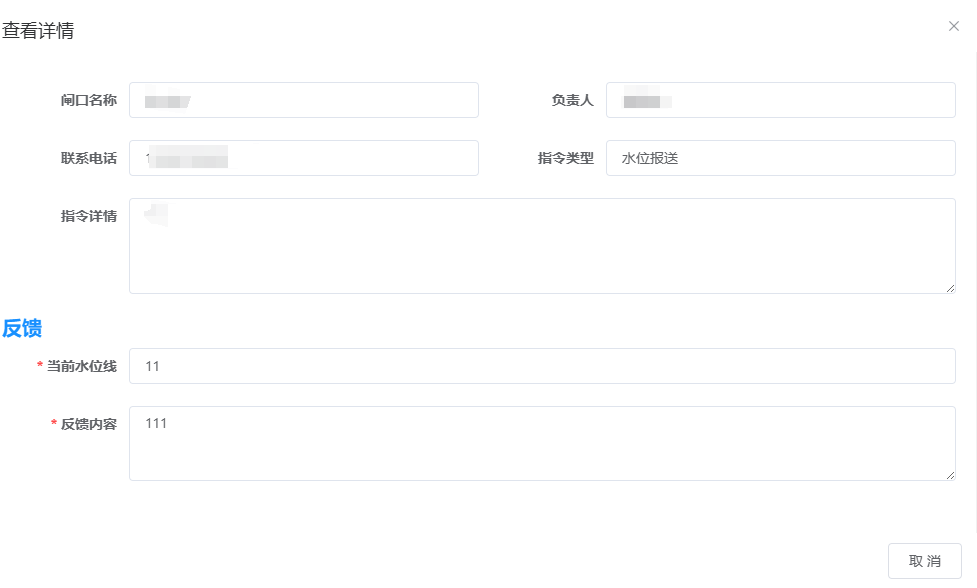 查看详情
闸口名称
负责人
联系电话
指令类型 水位报送
指令详情
反馈
* 当前水位线 11
* 反馈内容 111
取 消